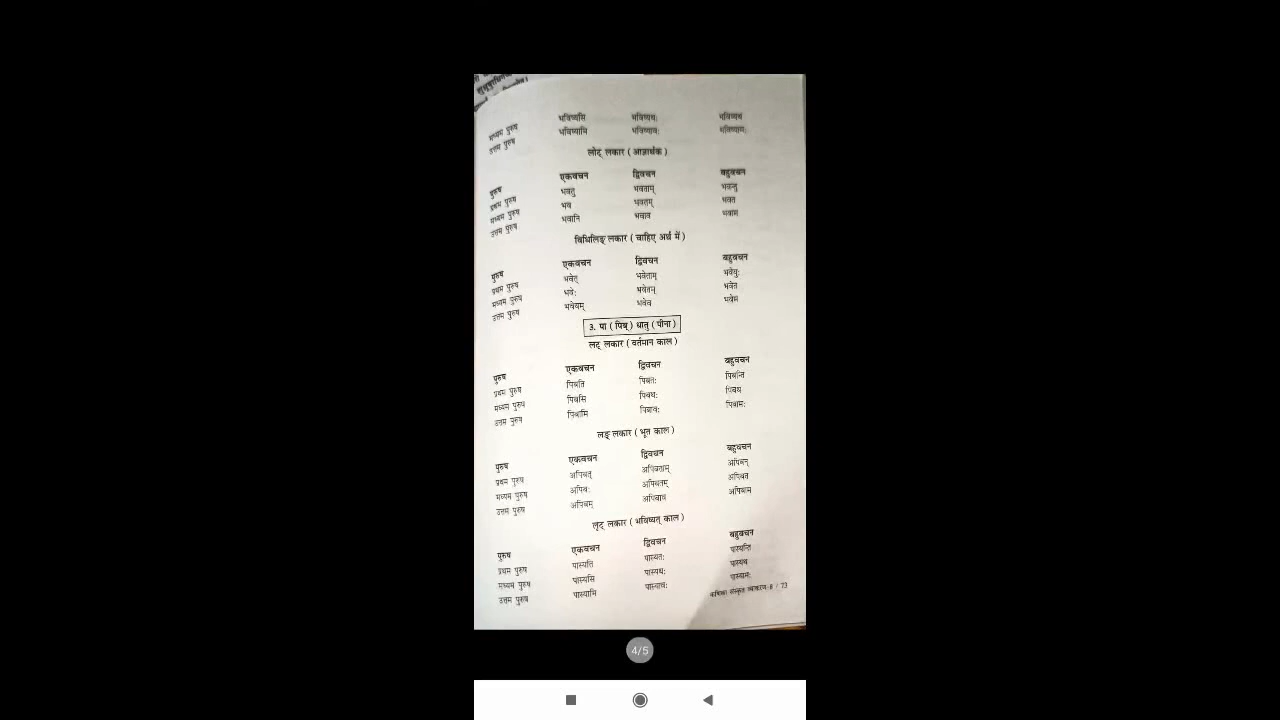 मध्यम पुरुष भविष्यसि भविष्यथः भविष्यथ
उत्तम पुरुष भविष्यामि भविष्यावः भविष्यामः
लोट् लकार ( आज्ञार्थक )
पुरुष एकवचन द्विवचन बहुवचन
प्रथम पुरुष भवतु भवताम् भवन्तु
मध्यम पुरुष भव भवतम् भवत
उत्तम पुरुष भवानि भवाव भवाम
विधिलिङ् लकार ( चाहिए अर्थ में )
पुरुष एकवचन द्विवचन बहुवचन
प्रथम पुरुष भवेत् भवेताम् भवेयुः
मध्यम पुरुष भवेः भवेतम् भवेत
उत्तम पुरुष भवेयम् भवेव भवेम
3. पा ( पिब् ) धातु ( पीना )
लट् लकार ( वर्तमान काल )
पुरुष एकवचन द्विवचन बहुवचन
प्रथम पुरुष पिबति पिबतः पिबन्ति
मध्यम पुरुष पिबसि पिबथः पिबथ
उत्तम पुरुष पिबामि पिबावः पिबामः
लङ् लकार ( भूत काल )
पुरुष एकवचन द्विवचन बहुवचन
प्रथम पुरुष अपिबत् अपिबताम् अपिबन्
मध्यम पुरुष अपिबः अपिबतम् अपिबत
उत्तम पुरुष अपिबम् अपिबाव अपिबाम
लृट् लकार ( भविष्यत् काल )
पुरुष एकवचन द्विवचन बहुवचन
प्रथम पुरुष पास्यति पास्यतः पास्यन्ति
मध्यम पुरुष पास्यसि पास्यथः पास्यथ
उत्तम पुरुष पास्यामि पास्यावः पास्यामः
संस्कृत व्याकरण-8 / 73
4/5